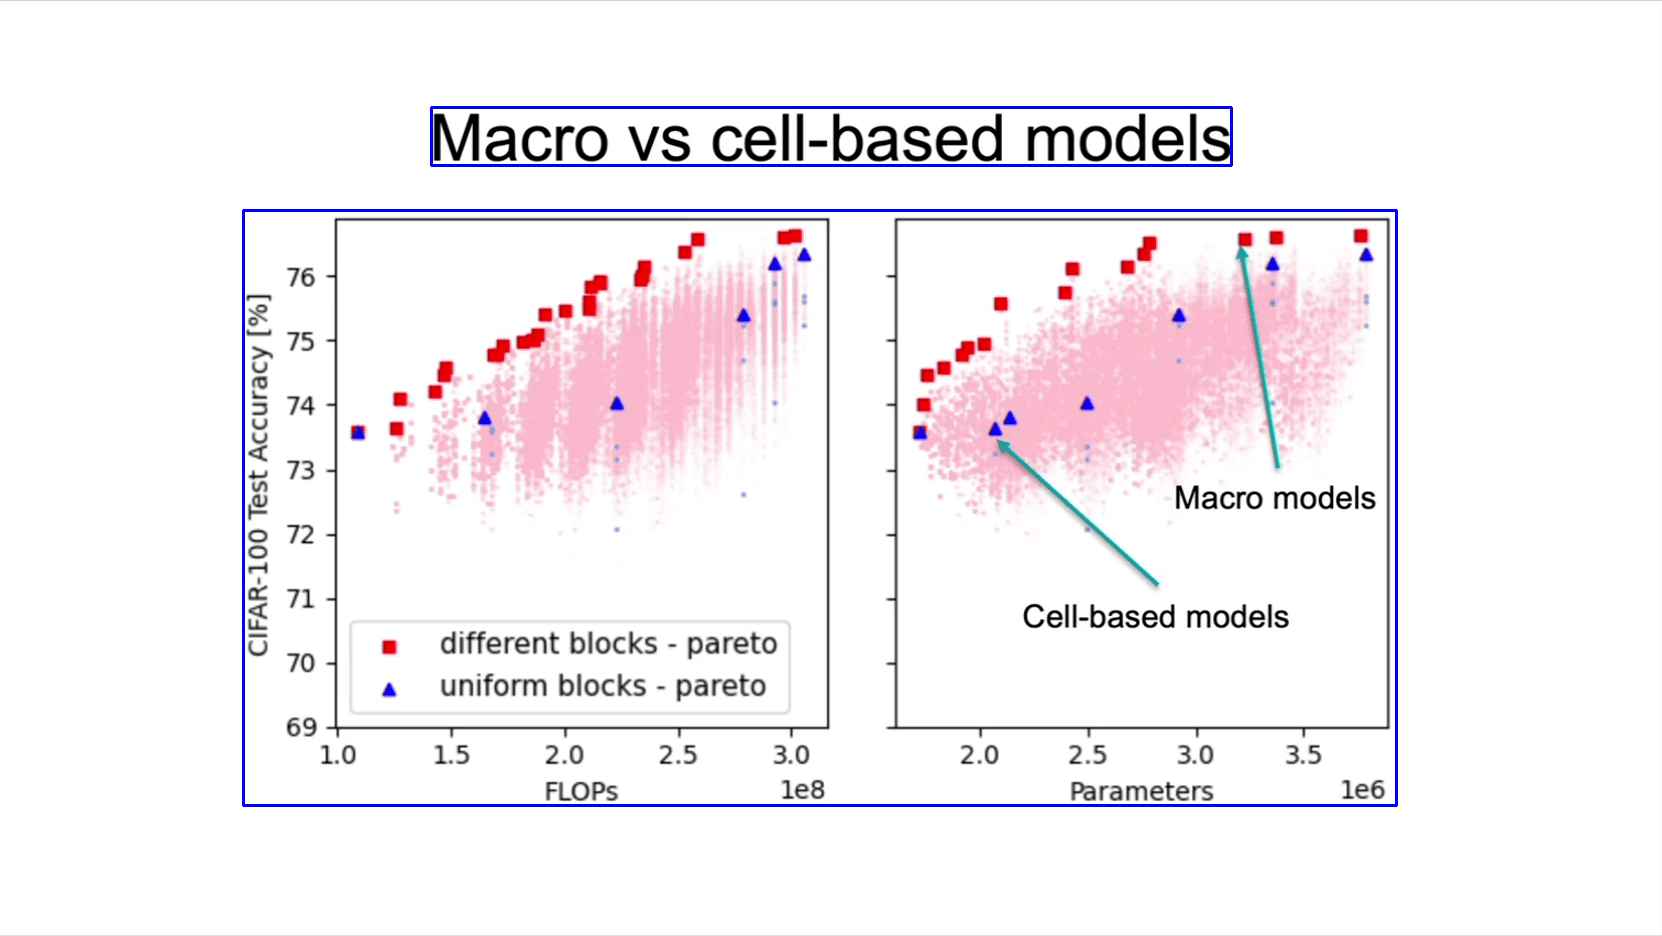 Macro vs cell-based models
CIFAR-100 Test Accuracy [%]
76
75
74
73
72
71
70
69
different blocks - pareto
uniform blocks - pareto
1.0 1.5 2.0 2.5 3.0
FLOPs 1e8
Macro models
Cell-based models
2.0 2.5 3.0 3.5
Parameters 1e6